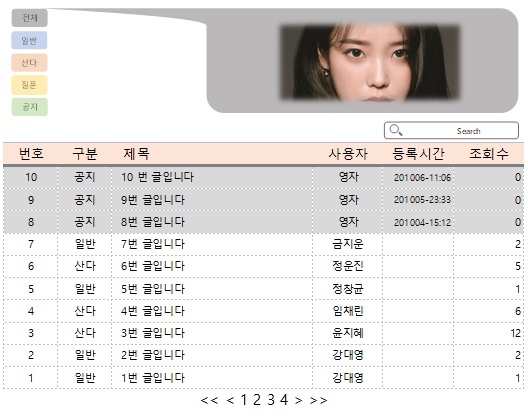 전체
일반
산다
질문
공지
Search
번호 구분 제목 사용자 등록시간 조회수
10 공지 10 번 글입니다 영자 201006-11:06 0
9 공지 9번 글입니다 영자 201005-23:33 0
8 공지 8번 글입니다 영자 201004-15:12 0
7 일반 7번 글입니다 금지운 2
6 산다 6번 글입니다 정운진 5
5 일반 5번 글입니다 정창균 1
4 산다 4번 글입니다 임채린 6
3 산다 3번 글입니다 윤지혜 12
2 일반 2번 글입니다 강대영 2
1 일반 1번 글입니다 강대영 1
<< < 1 2 3 4 > >>